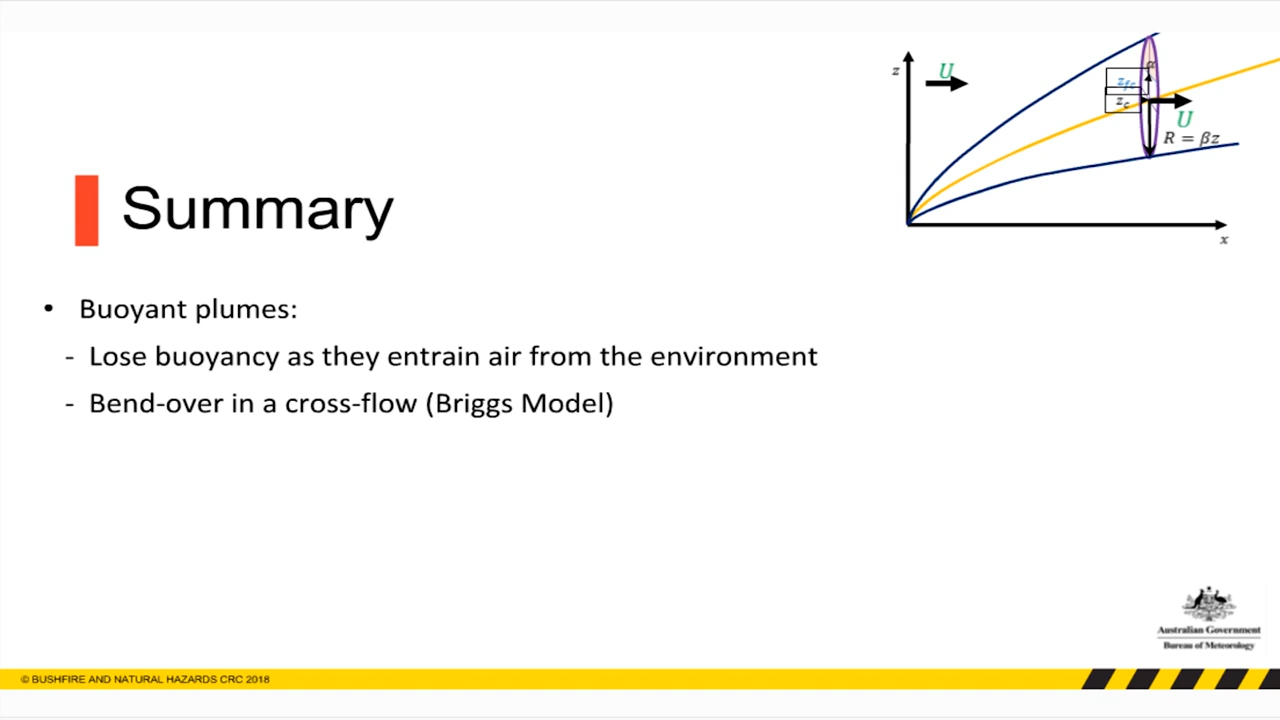 z
U
α
z_fc
z_c
U
R = βz
x
Summary
• Buoyant plumes:
- Lose buoyancy as they entrain air from the environment
- Bend-over in a cross-flow (Briggs Model)
Australian Government
Bureau of Meteorology
© BUSHFIRE AND NATURAL HAZARDS CRC 2018